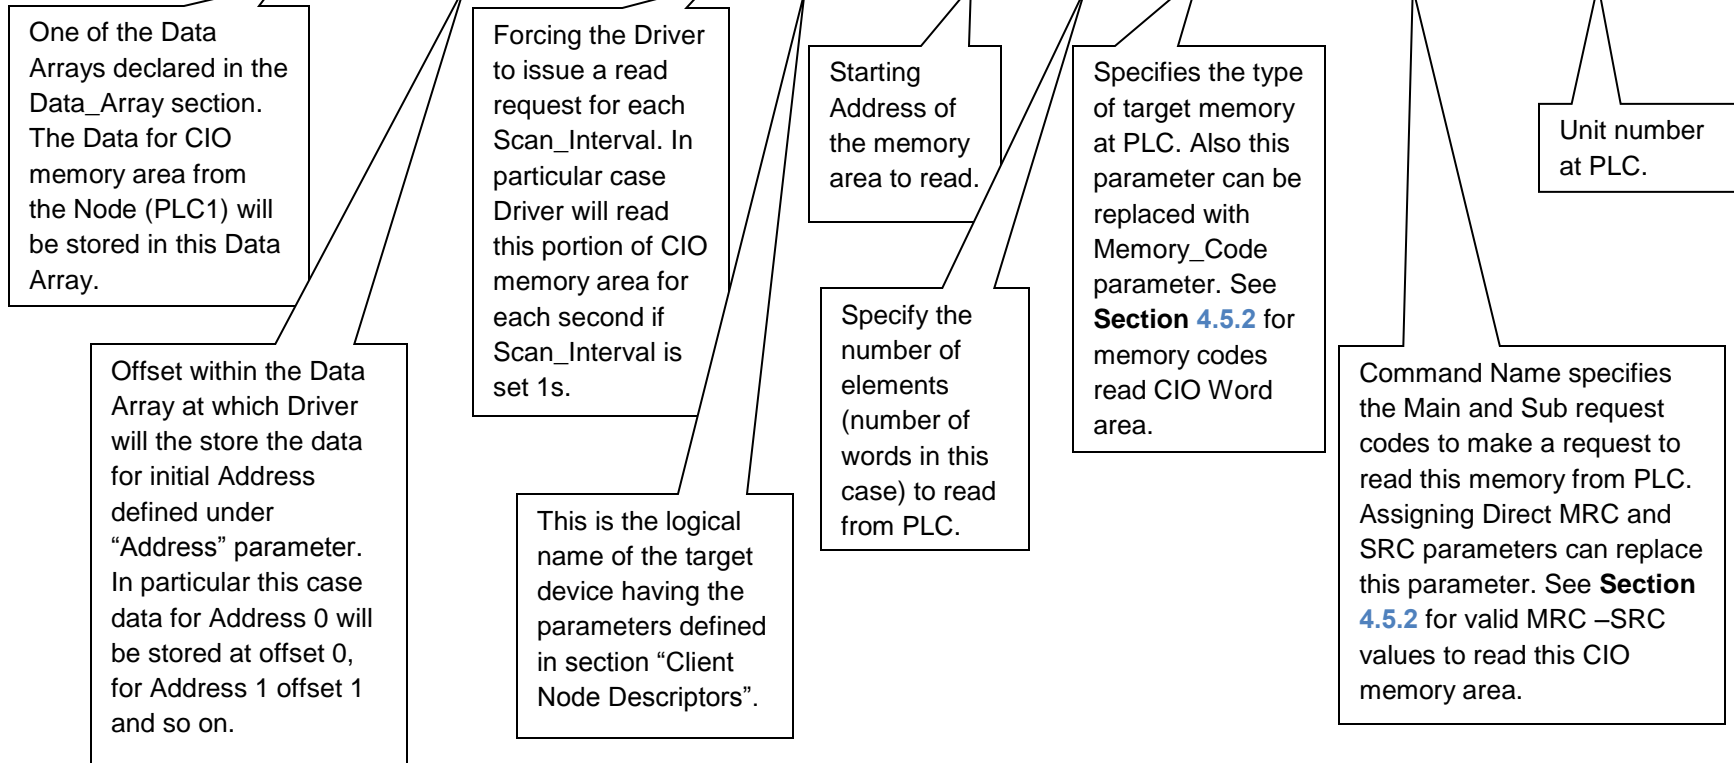 One of the Data
Arrays declared in the
Data_Array section.
The Data for CIO
memory area from
the Node (PLC1) will
be stored in this Data
Array.
Offset within the Data
Array at which Driver
will the store the data
for initial Address
defined under
“Address” parameter.
In particular this case
data for Address 0 will
be stored at offset 0,
for Address 1 offset 1
and so on.
Forcing the Driver
to issue a read
request for each
Scan_Interval. In
particular case
Driver will read
this portion of CIO
memory area for
each second if
Scan_Interval is
set 1s.
This is the logical
name of the target
device having the
parameters defined
in section “Client
Node Descriptors”.
Starting
Address of
the memory
area to read.
Specify the
number of
elements
(number of
words in this
case) to read
from PLC.
Specifies the type
of target memory
at PLC. Also this
parameter can be
replaced with
Memory_Code
parameter. See
Section 4.5.2 for
memory codes
read CIO Word
area.
Command Name specifies
the Main and Sub request
codes to make a request to
read this memory from PLC.
Assigning Direct MRC and
SRC parameters can replace
this parameter. See Section
4.5.2 for valid MRC –SRC
values to read this CIO
memory area.
Unit number
at PLC.